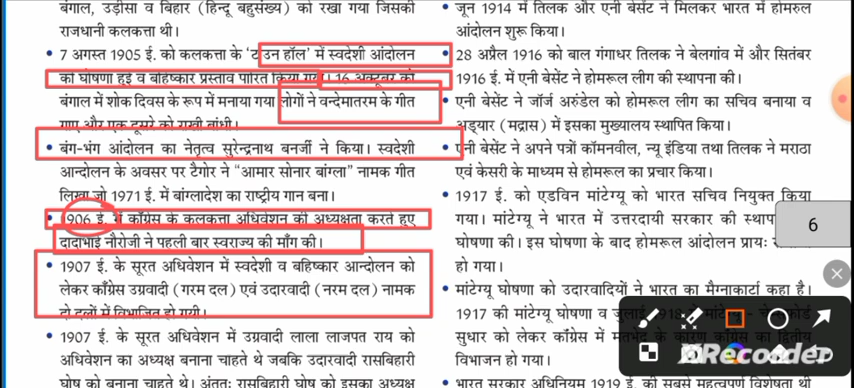 बंगाल, उड़ीसा व बिहार (हिन्दू बहुसंख्य) को रखा गया जिसकी
राजधानी कलकत्ता थी।
• 7 अगस्त 1905 ई. को कलकत्ता के 'टाउन हॉल' में स्वदेशी आंदोलन
की घोषणा हुई व बहिष्कार प्रस्ताव पारित किया गया। 16 अक्टूबर को
बंगाल में शोक दिवस के रूप में मनाया गया लोगों ने वन्देमातरम के गीत
गाए और एक दूसरे को राखी बांधी।
• बंग-भंग आंदोलन का नेतृत्व सुरेन्द्रनाथ बनर्जी ने किया। स्वदेशी
आन्दोलन के अवसर पर टैगोर ने "आमार सोनार बांग्ला" नामक गीत
लिखा जो 1971 ई. में बांग्लादेश का राष्ट्रीय गान बना।
• 1906 ई. में काँग्रेस के कलकत्ता अधिवेशन की अध्यक्षता करते हुए
दादाभाई नौरोजी ने पहली बार स्वराज्य की माँग की।
• 1907 ई. के सूरत अधिवेशन में स्वदेशी व बहिष्कार आन्दोलन को
लेकर काँग्रेस उग्रवादी (गरम दल) एवं उदारवादी (नरम दल) नामक
दो दलों में विभाजित हो गयी।
• 1907 ई. के सूरत अधिवेशन में उग्रवादी लाला लाजपत राय को
अधिवेशन का अध्यक्ष बनाना चाहते थे जबकि उदारवादी रासबिहारी
घोष को बनाना चाहते थे। अंततः रासबिहारी घोष को इसका अध्यक्ष
• जून 1914 में तिलक और एनी बेसेंट ने मिलकर भारत में होमरुल
आंदोलन शुरू किया।
• 28 अप्रैल 1916 को बाल गंगाधर तिलक ने बेलगांव में और सितंबर
1916 ई. में एनी बेसेंट ने होमरूल लीग की स्थापना की।
• एनी बेसेंट ने जॉर्ज अरुंडेल को होमरूल लीग का सचिव बनाया व
अड्यार (मद्रास) में इसका मुख्यालय स्थापित किया।
• एनी बेसेंट ने अपने पत्रों कॉमनवील, न्यू इंडिया तथा तिलक ने मराठा
एवं केसरी के माध्यम से होमरूल का प्रचार किया।
• 1917 ई. को एडविन मांटेग्यू को भारत सचिव नियुक्त किया
गया। मांटेग्यू ने भारत में उत्तरदायी सरकार की
घोषणा की। इस घोषणा के बाद होमरूल आंदोलन प्रायः
हो गया।
• मांटेग्यू घोषणा को उदारवादियों ने भारत का मैग्नाकार्टा कहा है।
1917 की मांटेग्यू घोषणा व जुलाई 1918
सुधार को लेकर काँग्रेस में मतभेद के कारण काँग्रेस का द्वितीय
विभाजन हो गया।
• भारत सरकार अधिनियम 1919 ई. की सबसे महत्वपूर्ण विशेषता थी
6
Recorder